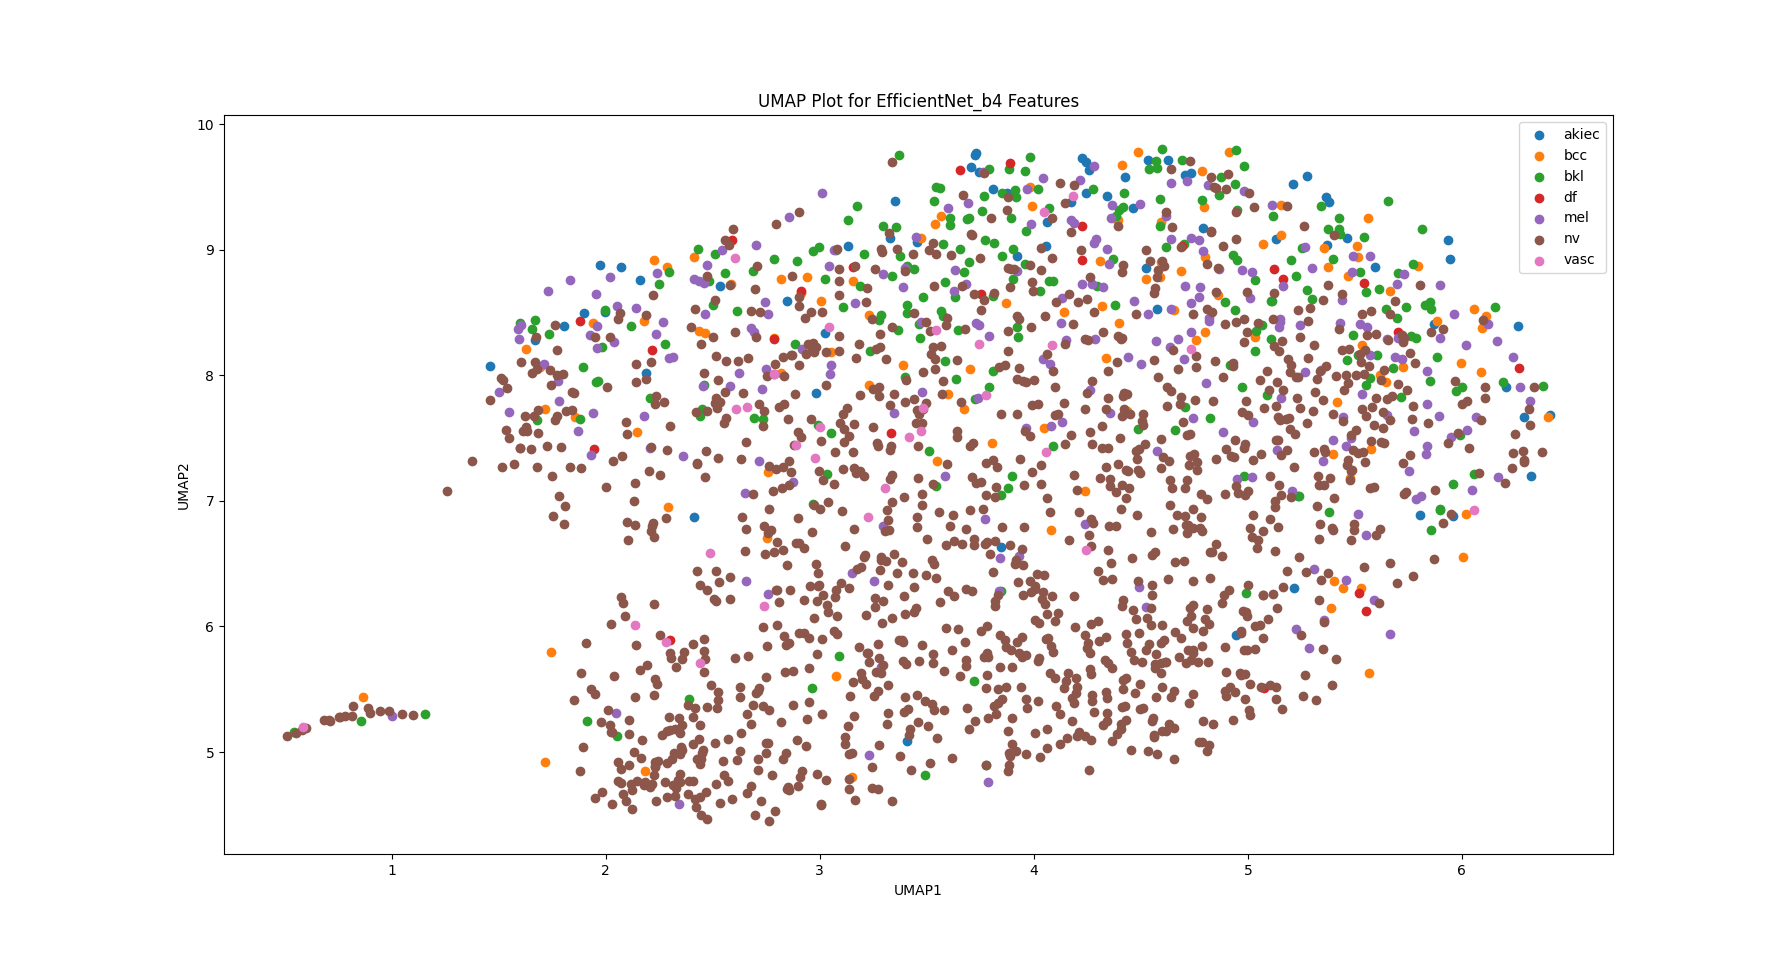 UMAP Plot for EfficientNet_b4 Features
akiec
bcc
bkl
df
mel
nv
vasc
10
9
8
7
6
5
UMAP2
1
2
3
4
5
6
UMAP1